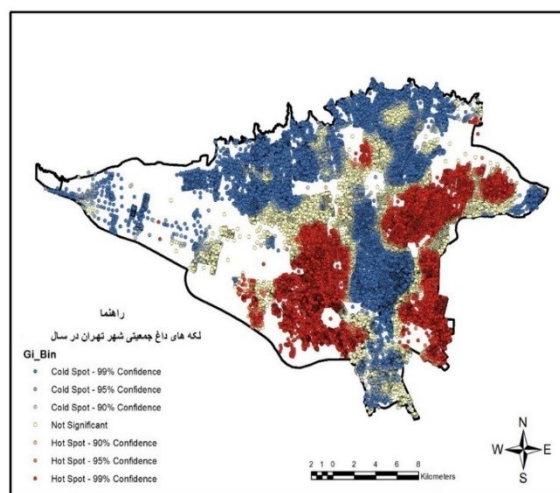 راهنما
لکه های داغ جمعیتی شهر تهران در سال
Gi_Bin
Cold Spot - 99% Confidence
Cold Spot - 95% Confidence
Cold Spot - 90% Confidence
Not Significant
Hot Spot - 90% Confidence
Hot Spot - 95% Confidence
Hot Spot - 99% Confidence
2 1 0 2 4 6 8
Kilometers
N
W E
S